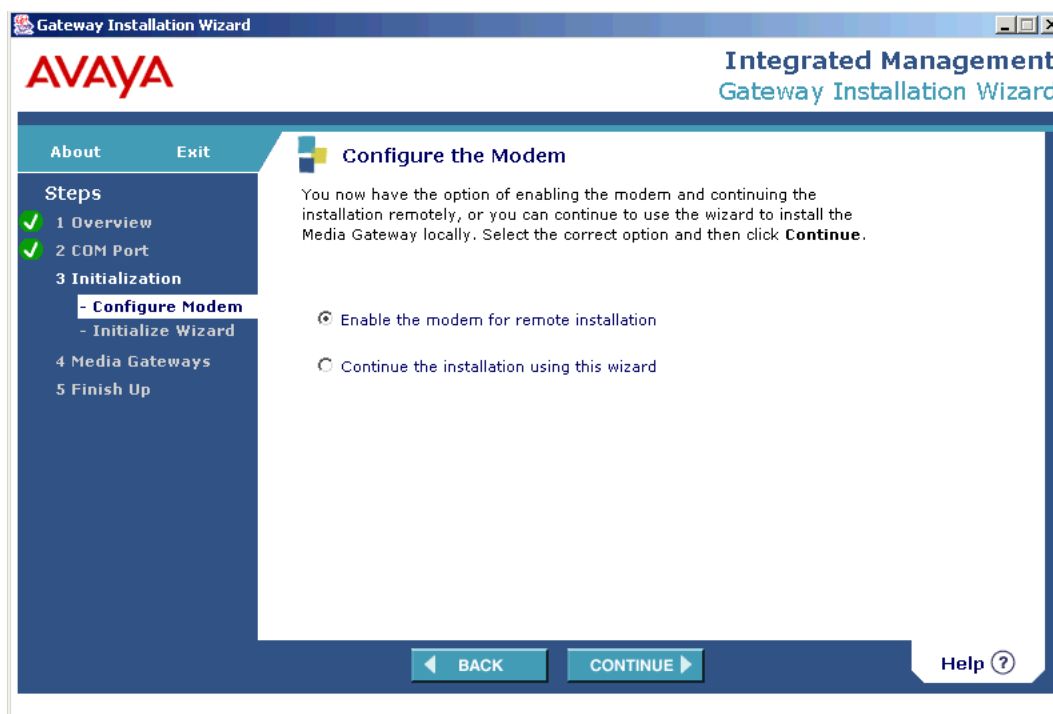 Gateway Installation Wizard
AVAYA
Integrated Management
Gateway Installation Wizard
About Exit
Steps
1 Overview
2 COM Port
3 Initialization
- Configure Modem
- Initialize Wizard
4 Media Gateways
5 Finish Up
Configure the Modem
You now have the option of enabling the modem and continuing the
installation remotely, or you can continue to use the wizard to install the
Media Gateway locally. Select the correct option and then click Continue.
Enable the modem for remote installation
Continue the installation using this wizard
BACK
CONTINUE
Help ?